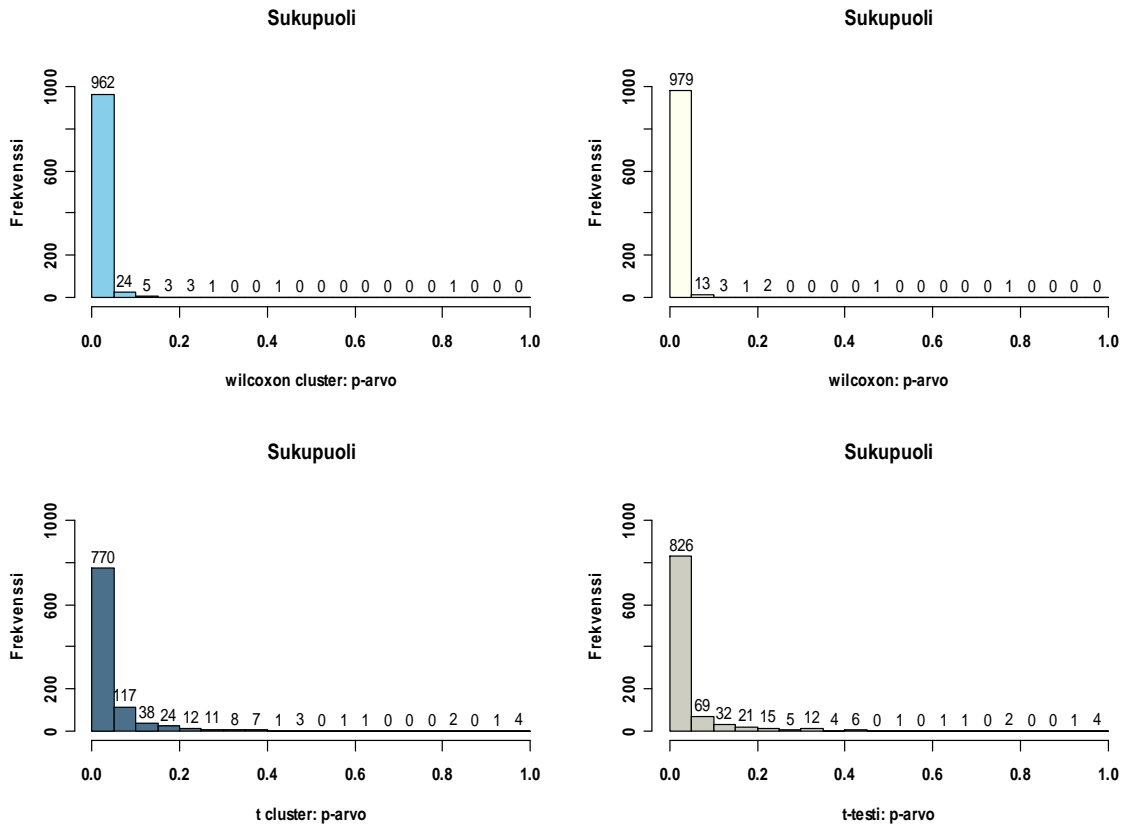 Sukupuoli
Frekvenssi
0 200 600 1000
962 24 5 3 3 1 0 0 1 0 0 0 0 0 0 0 1 0 0 0
0.0 0.2 0.4 0.6 0.8 1.0
wilcoxon cluster: p-arvo
Sukupuoli
Frekvenssi
0 200 600 1000
979 13 3 1 2 0 0 0 0 1 0 0 0 0 0 1 0 0 0 0
0.0 0.2 0.4 0.6 0.8 1.0
wilcoxon: p-arvo
Sukupuoli
Frekvenssi
0 200 600 1000
770 117 38 24 12 11 8 7 1 3 0 1 1 0 0 0 2 0 1 4
0.0 0.2 0.4 0.6 0.8 1.0
t cluster: p-arvo
Sukupuoli
Frekvenssi
0 200 600 1000
826 69 32 21 15 5 12 4 6 0 1 0 1 1 0 2 0 0 1 4
0.0 0.2 0.4 0.6 0.8 1.0
t-testi: p-arvo